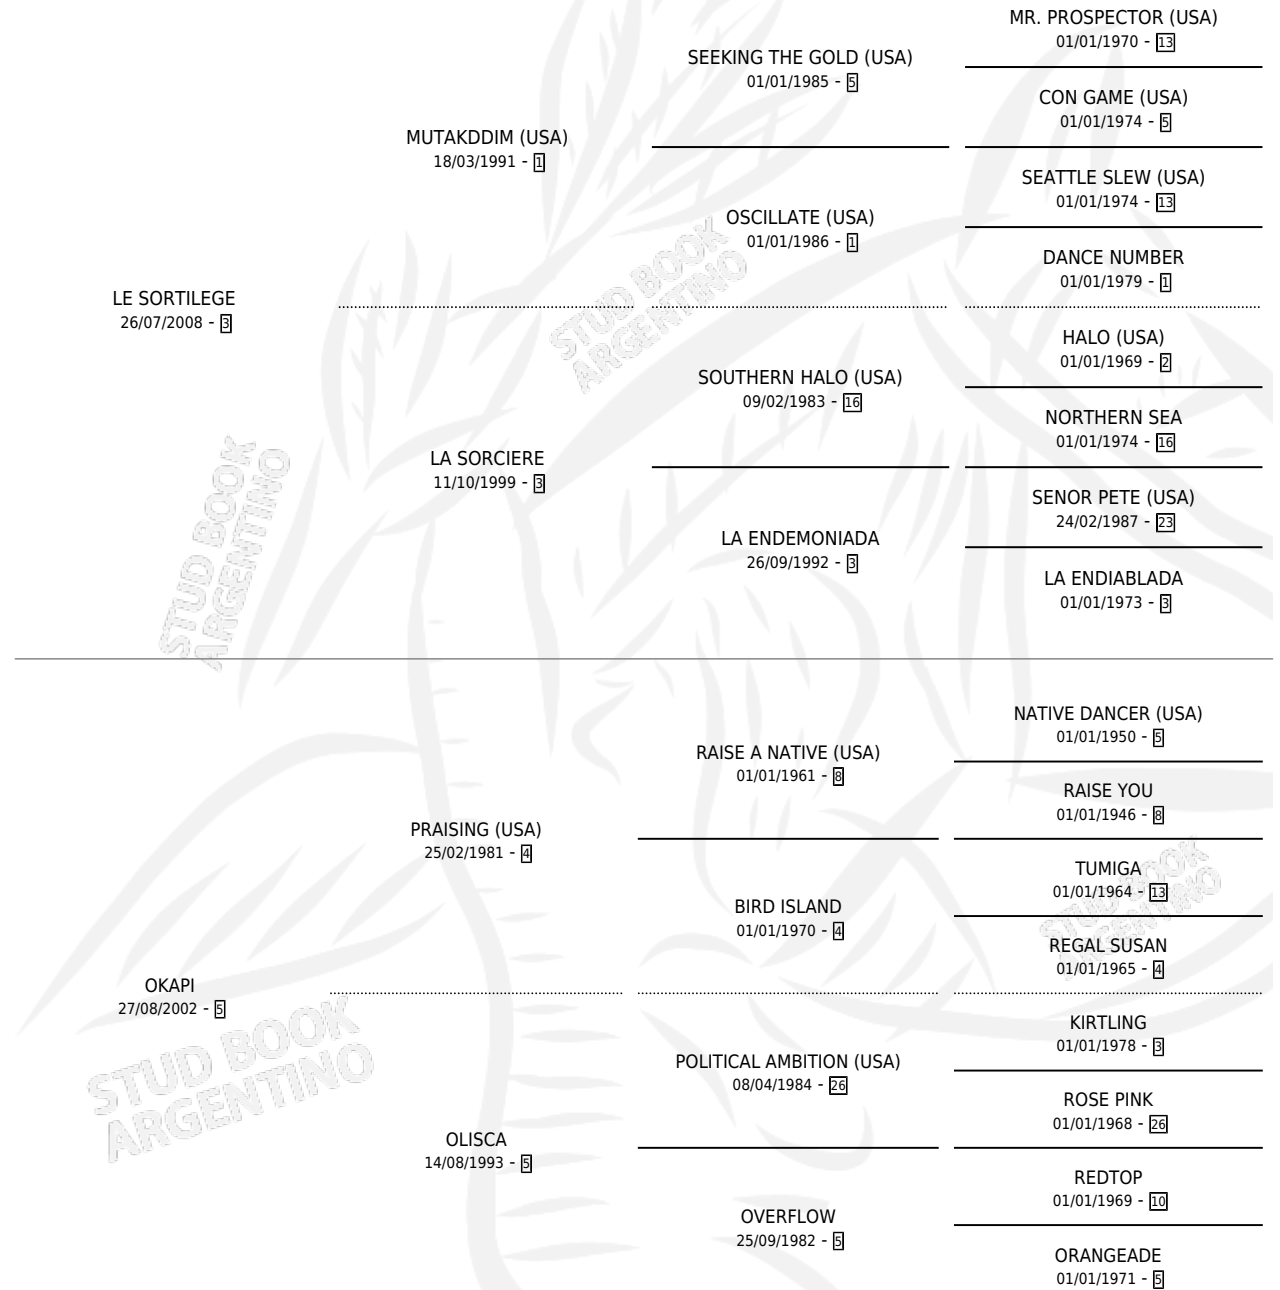 MR. PROSPECTOR (USA)
01/01/1970 - 13
SEEKING THE GOLD (USA)
01/01/1985 - 5
CON GAME (USA)
01/01/1974 - 5
MUTAKDDIM (USA)
18/03/1991 - 1
SEATTLE SLEW (USA)
01/01/1974 - 13
OSCILLATE (USA)
01/01/1986 - 1
DANCE NUMBER
01/01/1979 - 1
STUD BOOK
ARGENTINO
LE SORTILEGE
26/07/2008 - 3
HALO (USA)
01/01/1969 - 2
SOUTHERN HALO (USA)
09/02/1983 - 16
NORTHERN SEA
01/01/1974 - 16
LA SORCIERE
11/10/1999 - 3
SENOR PETE (USA)
24/02/1987 - 23
LA ENDEMONIADA
26/09/1992 - 3
LA ENDIABLADA
01/01/1973 - 3
STUD BOOK
ARGENTINO
NATIVE DANCER (USA)
01/01/1950 - 5
RAISE A NATIVE (USA)
01/01/1961 - 8
RAISE YOU
01/01/1946 - 8
PRAISING (USA)
25/02/1981 - 4
TUMIGA
01/01/1964 - 13
BIRD ISLAND
01/01/1970 - 4
REGAL SUSAN
01/01/1965 - 4
STUD BOOK
ARGENTINO
OKAPI
27/08/2002 - 5
KIRTLING
01/01/1978 - 3
POLITICAL AMBITION (USA)
08/04/1984 - 26
ROSE PINK
01/01/1968 - 26
STUD BOOK
ARGENTINO
OLISCA
14/08/1993 - 5
REDTOP
01/01/1969 - 10
OVERFLOW
25/09/1982 - 5
ORANGEADE
01/01/1971 - 5